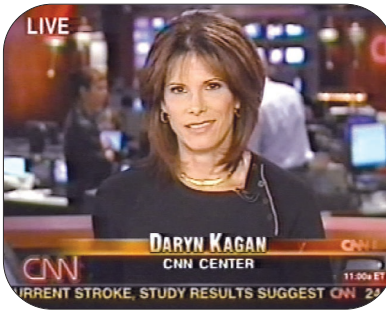 LIVE
DARYN KAGAN
CNN
CNN CENTER
CNN
11:00a ET
URRENT STROKE, STUDY RESULTS SUGGEST CNN 24